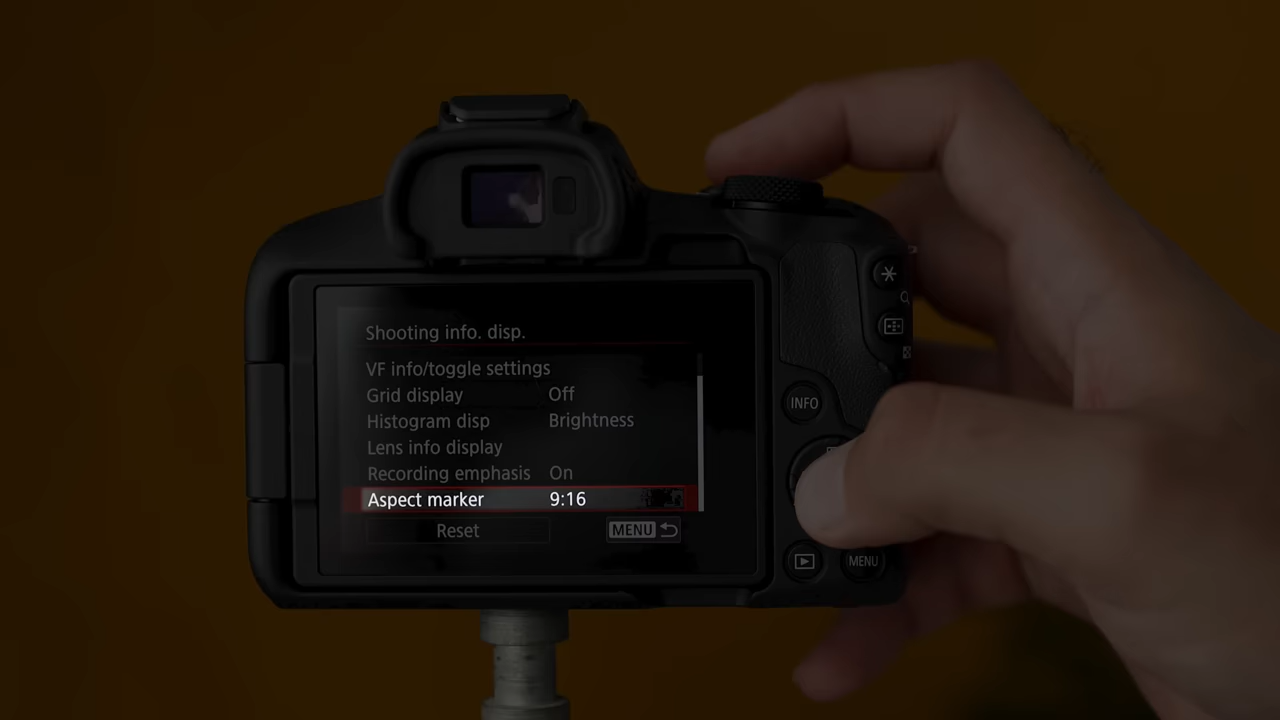 Shooting info. disp.
VF info/toggle settings
Grid display Off
Histogram disp Brightness
Lens info display
Recording emphasis On
Aspect marker 9:16
Reset MENU
INFO
MENU